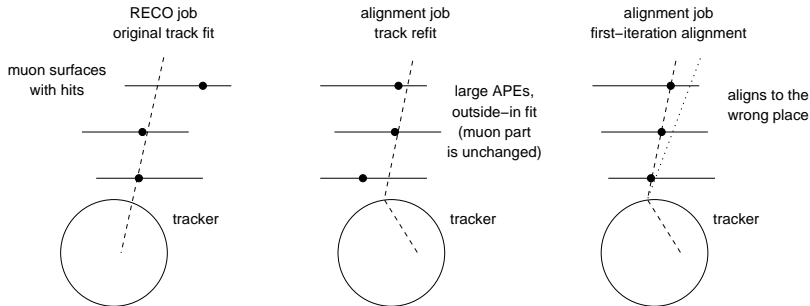 RECO job
original track fit
muon surfaces
with hits
tracker
alignment job
track refit
large APEs,
outside−in fit
(muon part
is unchanged)
tracker
alignment job
first−iteration alignment
aligns to the
wrong place
tracker